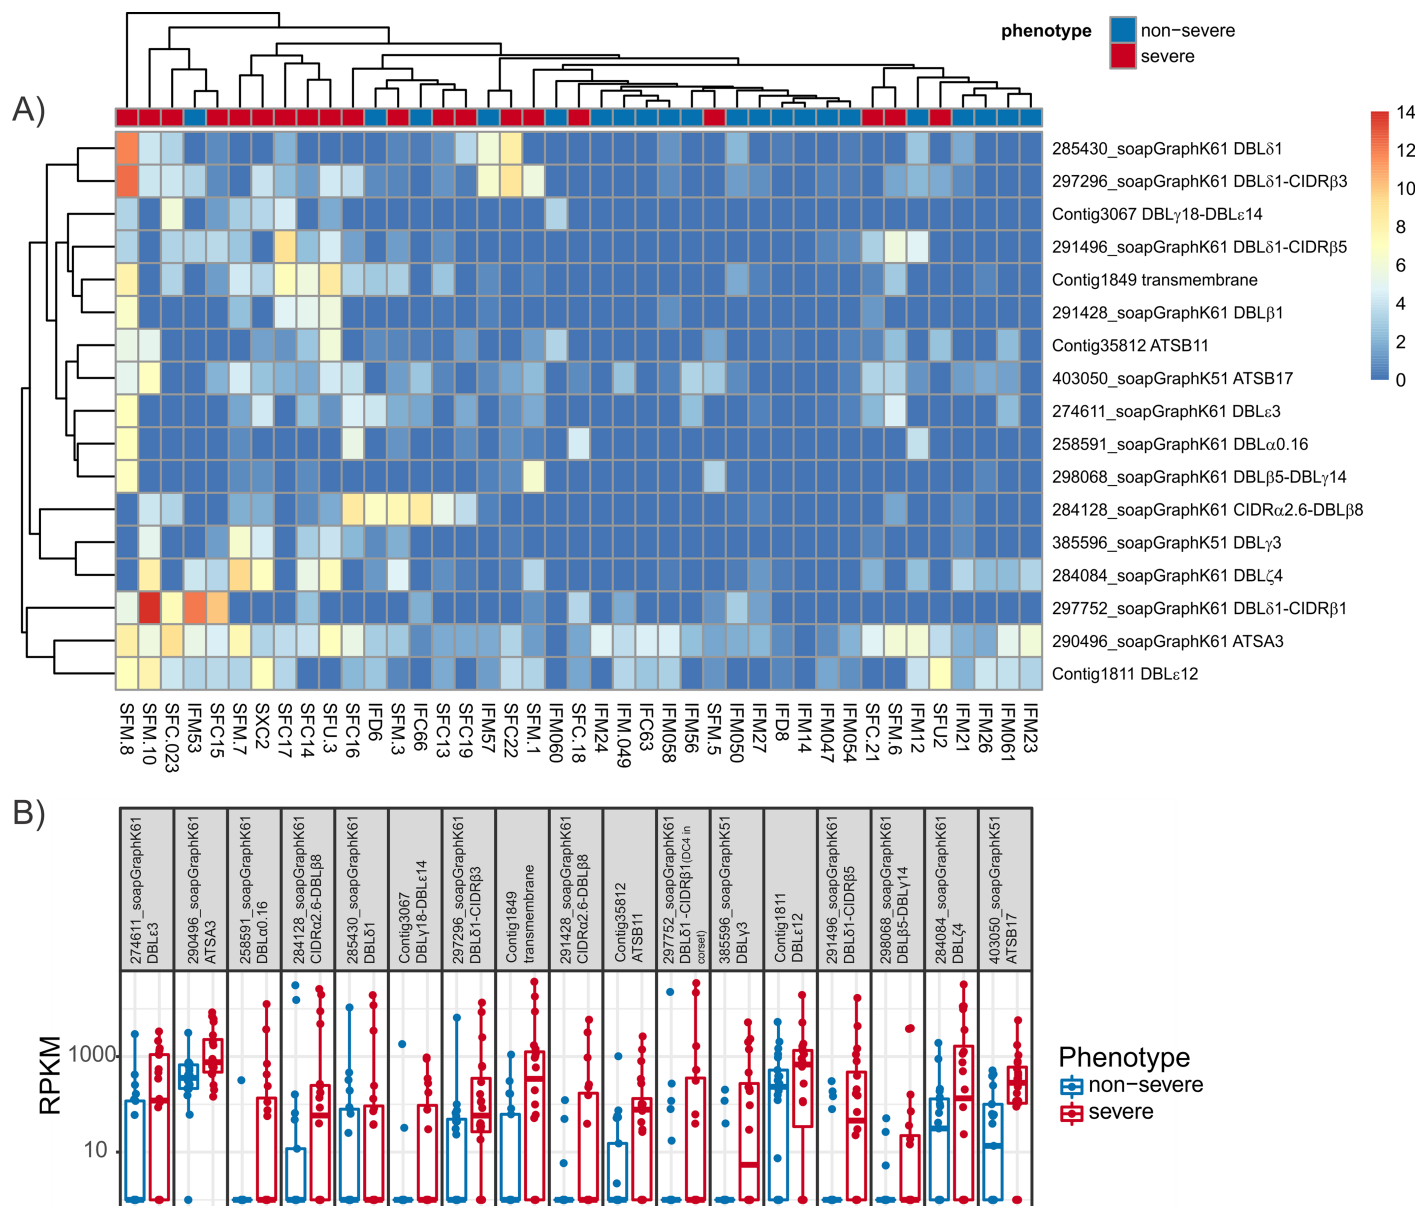 phenotype
non−severe
severe
A)
14
12
10
8
6
4
2
0
285430_soapGraphK61 DBLδ1
297296_soapGraphK61 DBLδ1-CIDRβ3
Contig3067 DBLγ18-DBLε14
291496_soapGraphK61 DBLδ1-CIDRβ5
Contig1849 transmembrane
291428_soapGraphK61 DBLβ1
Contig35812 ATSB11
403050_soapGraphK51 ATSB17
274611_soapGraphK61 DBLε3
258591_soapGraphK61 DBLα0.16
298068_soapGraphK61 DBLβ5-DBLγ14
284128_soapGraphK61 CIDRα2.6-DBLβ8
385596_soapGraphK51 DBLγ3
284084_soapGraphK61 DBLζ4
297752_soapGraphK61 DBLδ1-CIDRβ1
290496_soapGraphK61 ATSA3
Contig1811 DBLε12
SFM.8
SFM.10
SFC.023
IFM53
SFC15
SFM.7
SXC2
SFC17
SFC14
SFU.3
SFC16
IFD6
SFM.3
IFC66
SFC13
SFC19
IFM57
SFC22
SFM.1
IFM060
SFC.18
IFM24
IFM.049
IFC63
IFM058
IFM56
SFM.5
IFM050
IFM27
IFD8
IFM14
IFM047
IFM054
SFC.21
SFM.6
IFM12
SFU2
IFM21
IFM26
IFM061
IFM23
B)
274611_soapGraphK61
DBLε3
290496_soapGraphK61
ATSA3
258591_soapGraphK61
DBLα0.16
284128_soapGraphK61
CIDRα2.6-DBLβ8
285430_soapGraphK61
DBLδ1
Contig3067
DBLγ18-DBLε14
297296_soapGraphK61
DBLδ1-CIDRβ3
Contig1849
transmembrane
291428_soapGraphK61
CIDRα2.6-DBLβ8
Contig35812
ATSB11
297752_soapGraphK61
DBLδ1-CIDRβ1(DC4 in
corset)
385596_soapGraphK51
DBLγ3
Contig1811
DBLε12
291496_soapGraphK61
DBLδ1-CIDRβ5
298068_soapGraphK61
DBLβ5-DBLγ14
284084_soapGraphK61
DBLζ4
403050_soapGraphK51
ATSB17
RPKM
1000
10
Phenotype
non−severe
severe